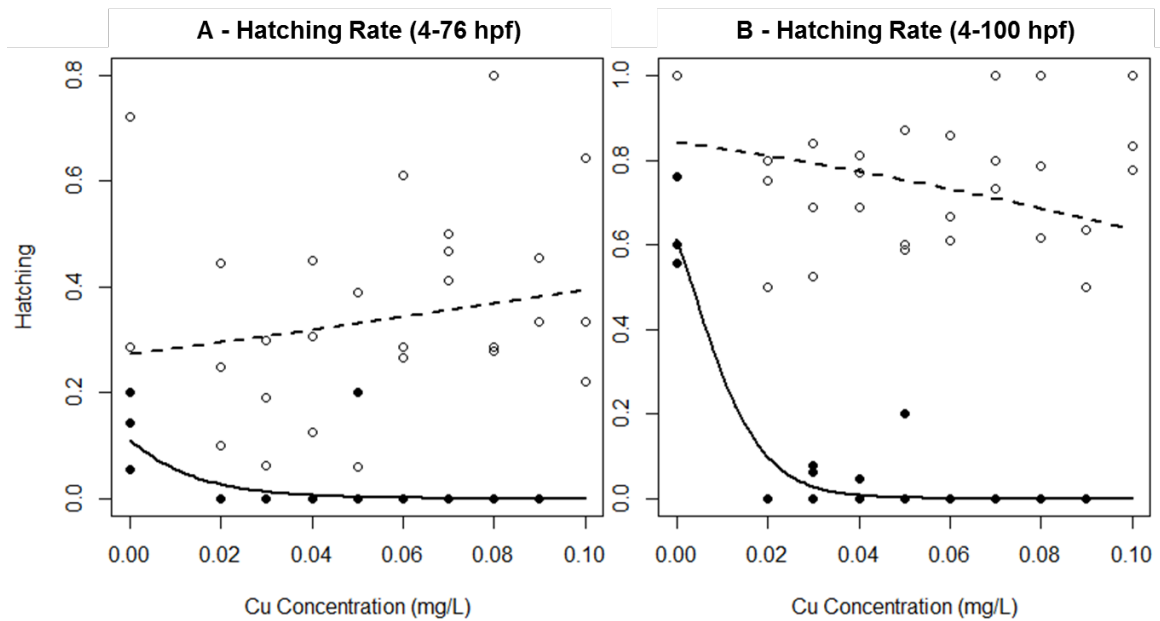 A - Hatching Rate (4-76 hpf)
B - Hatching Rate (4-100 hpf)
Hatching
0.8
0.6
0.4
0.2
0.0
0.00 0.02 0.04 0.06 0.08 0.10
Cu Concentration (mg/L)
1.0
0.8
0.6
0.4
0.2
0.0
0.00 0.02 0.04 0.06 0.08 0.10
Cu Concentration (mg/L)